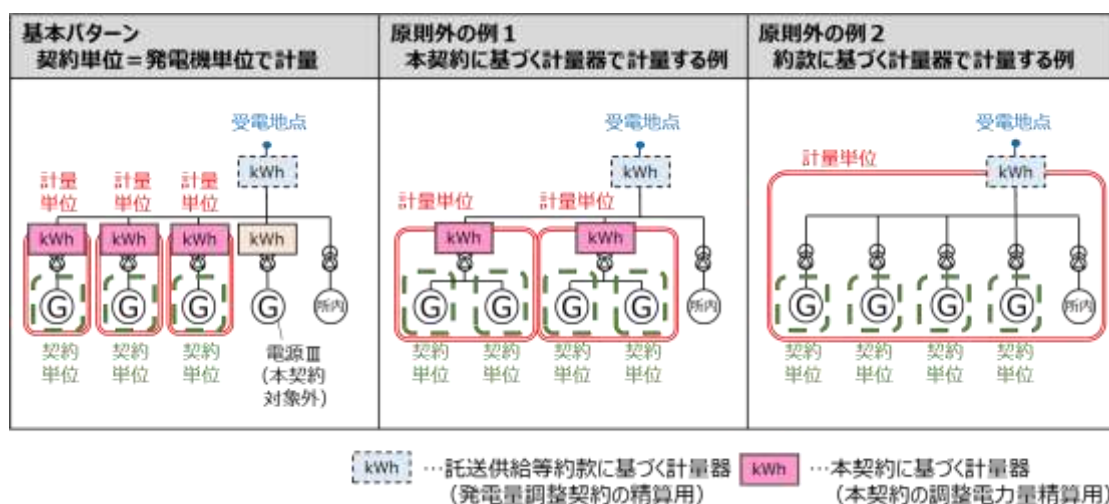 基本パターン
契約単位＝発電機単位で計量
原則外の例１
本契約に基づく計量器で計量する例
原則外の例２
約款に基づく計量器で計量する例
受電地点
kWh
計量
単位
計量
単位
計量
単位
kWh
kWh
kWh
kWh
G
G
G
G
所内
契約
単位
契約
単位
契約
単位
電源Ⅲ
(本契約
対象外)
受電地点
kWh
計量単位
計量単位
kWh
kWh
G
G
G
G
所内
契約
単位
契約
単位
契約
単位
契約
単位
受電地点
計量単位
kWh
G
G
G
G
所内
契約
単位
契約
単位
契約
単位
契約
単位
kWh …託送供給等約款に基づく計量器
(発電量調整契約の精算用)
kWh …本契約に基づく計量器
(本契約の調整電力量精算用)